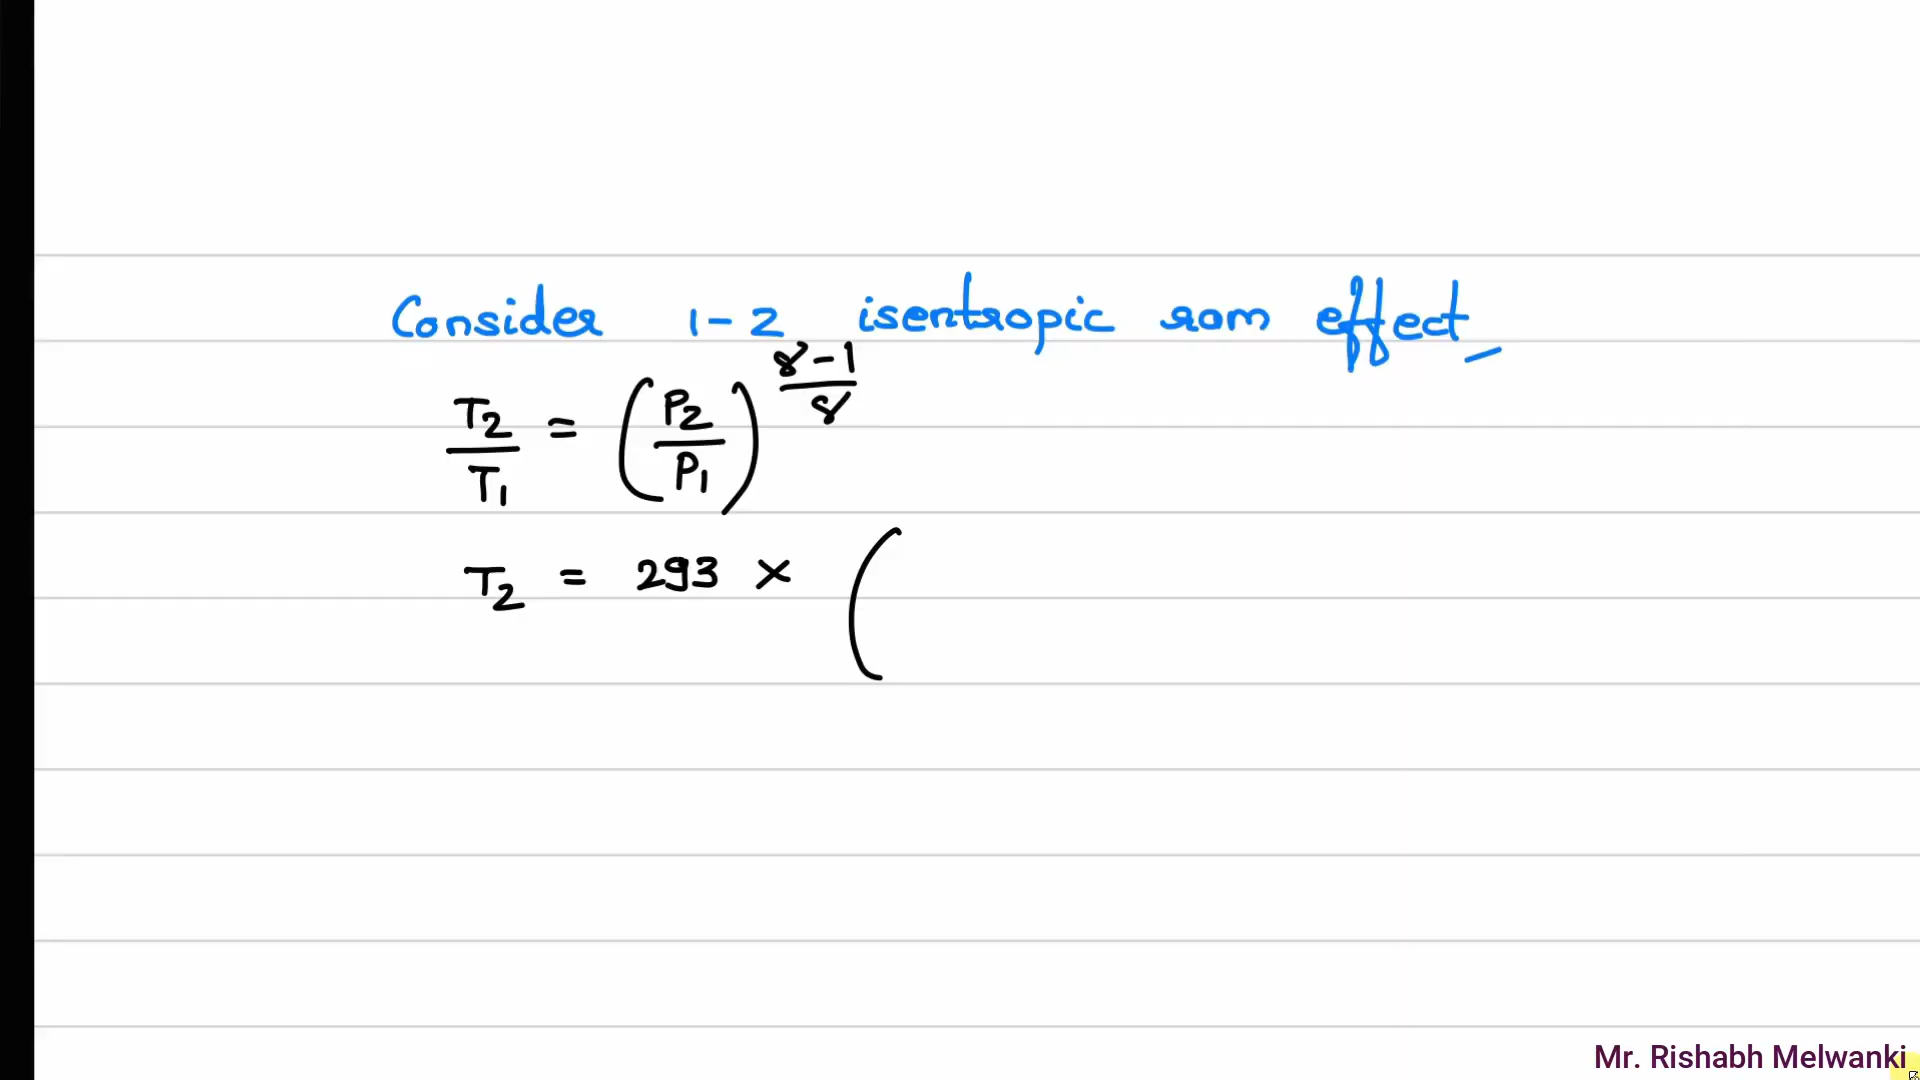 Consider 1-2 isentropic ram effect
T2/T1 = (P2/P1)^(γ-1)/γ
T2 = 293 × (
Mr. Rishabh Melwanki